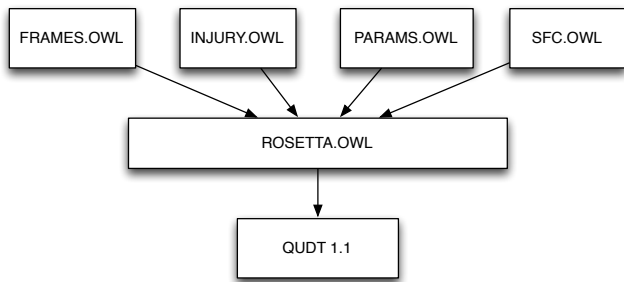 FRAMES.OWL
INJURY.OWL
PARAMS.OWL
SFC.OWL
ROSETTA.OWL
QUDT 1.1